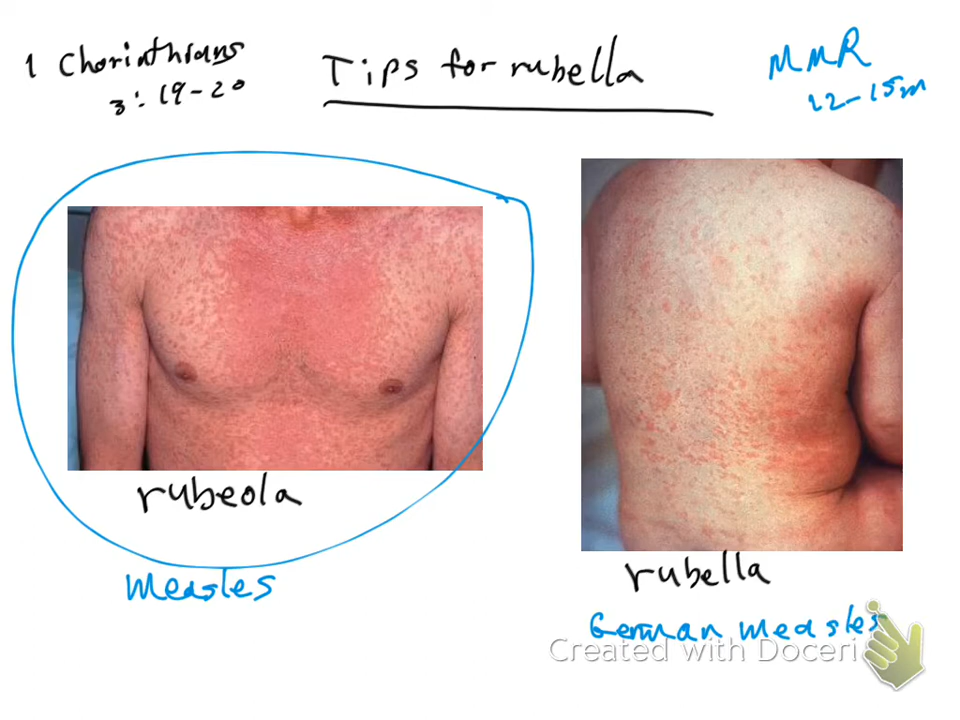 1 Chorinthians
3:19-20
Tips for rubella
MMR
12-15m
rubeola
measles
rubella
German measles
Created with Doceri